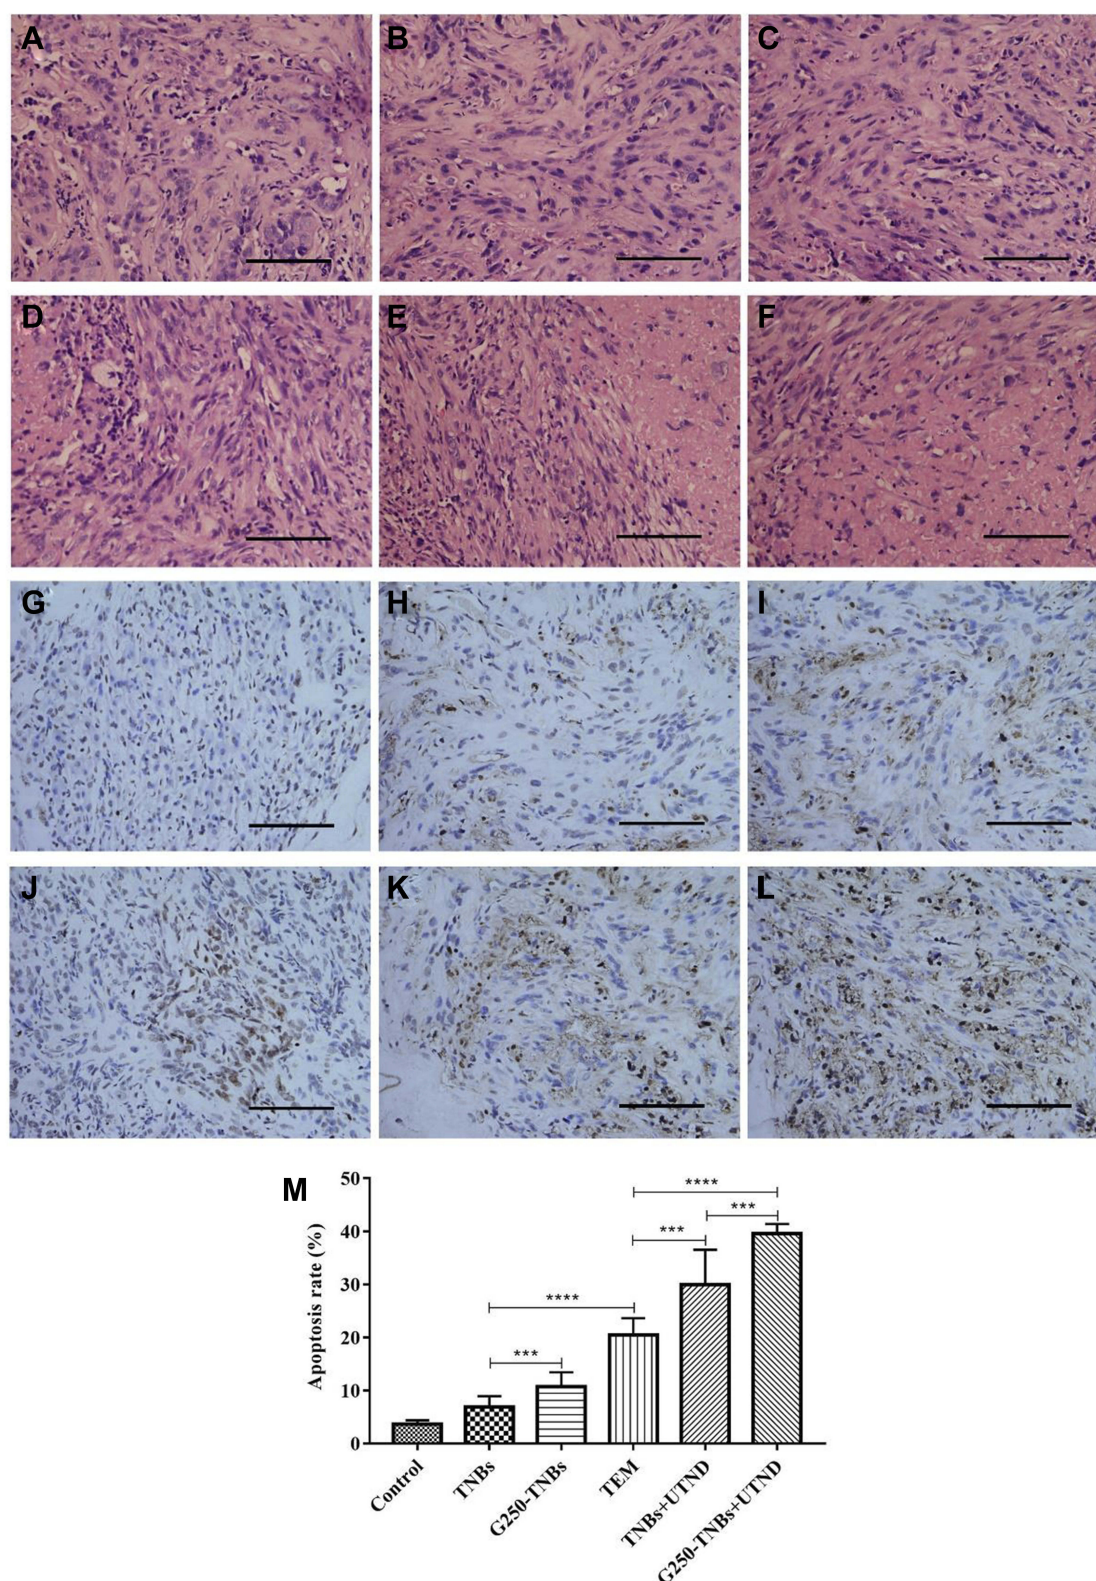 A
B
C
D
E
F
G
H
I
J
K
L
M
Apoptosis rate (%)
50
40
30
20
10
0
****
***
***
****
***
Control
TNBs
G250-TNBs
TEM
TNBs+UTND
G250-TNBs+UTND